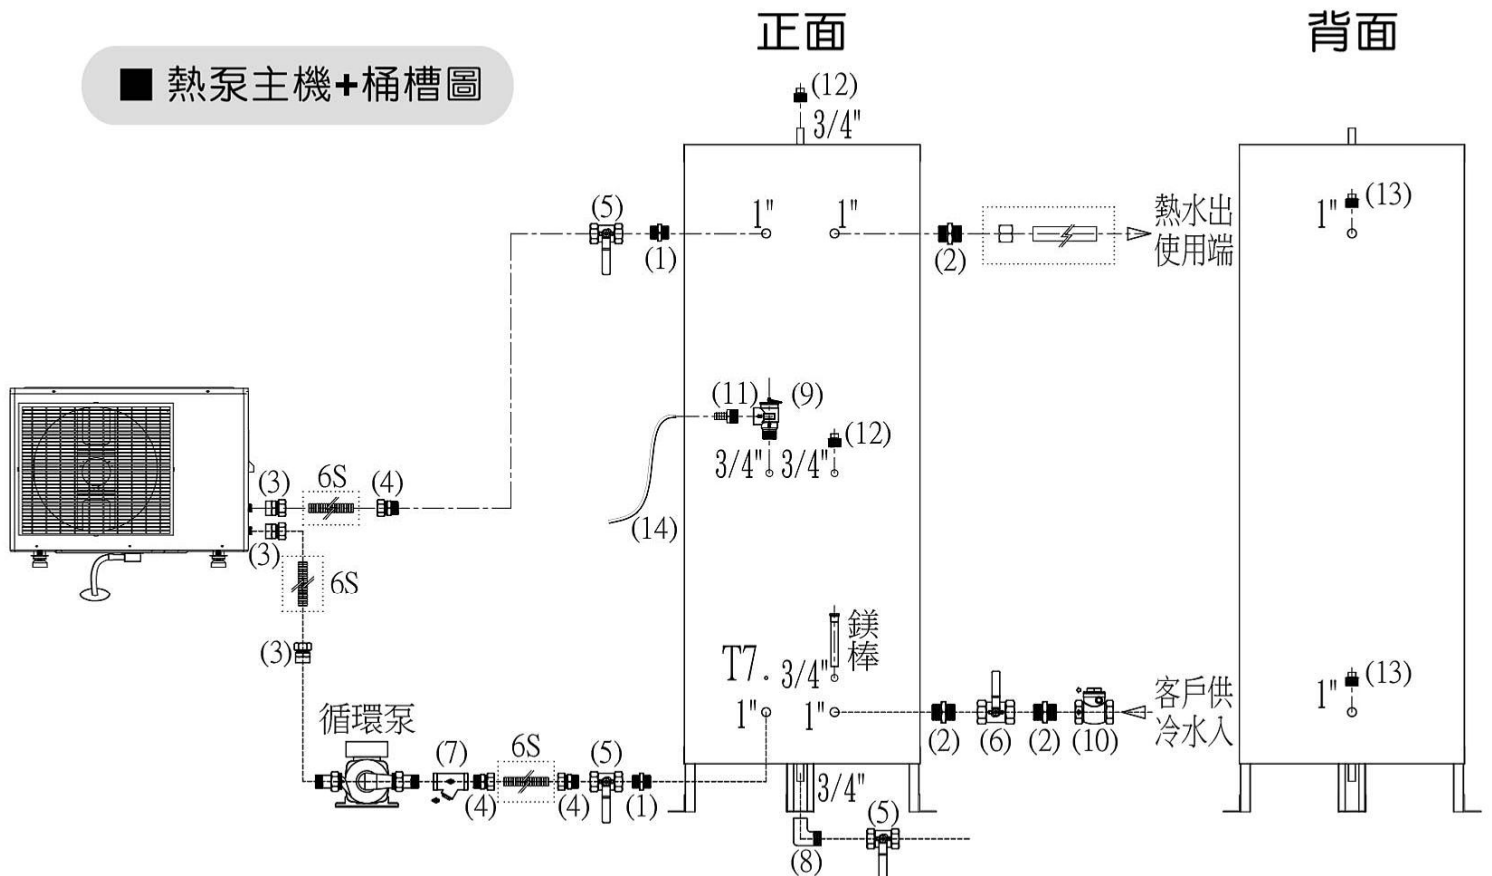 正面
背面
■ 熱泵主機+桶槽圖
(12)
3/4"
(5)
(1)
1"
1"
(2)
熱水出
使用端
1"
(13)
(11)
(9)
(12)
3/4"
3/4"
(14)
(3)
6S
(4)
(3)
6S
(3)
鎂
棒
T7.
3/4"
1"
1"
(2)
(6)
(2)
(10)
客戶供
冷水入
1"
(13)
循環泵
(7)
6S
(5)
(4)
(4)
(1)
3/4"
(8)
(5)